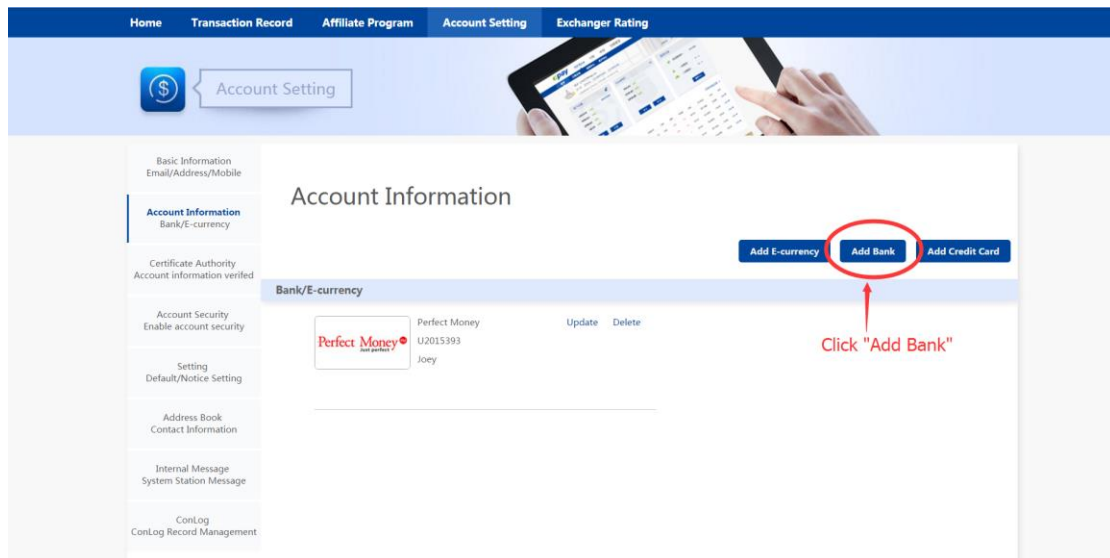 Home Transaction Record Affiliate Program Account Setting Exchanger Rating
Account Setting
epay
Basic Information
Email/Address/Mobile
Account Information
Bank/E-currency
Certificate Authority
Account information verifed
Account Security
Enable account security
Setting
Default/Notice Setting
Address Book
Contact Information
Internal Message
System Station Message
ConLog
ConLog Record Management
Account Information
Add E-currency Add Bank Add Credit Card
Bank/E-currency
Perfect Money
Just perfect
Perfect Money Update Delete
U2015393
Joey
Click "Add Bank"